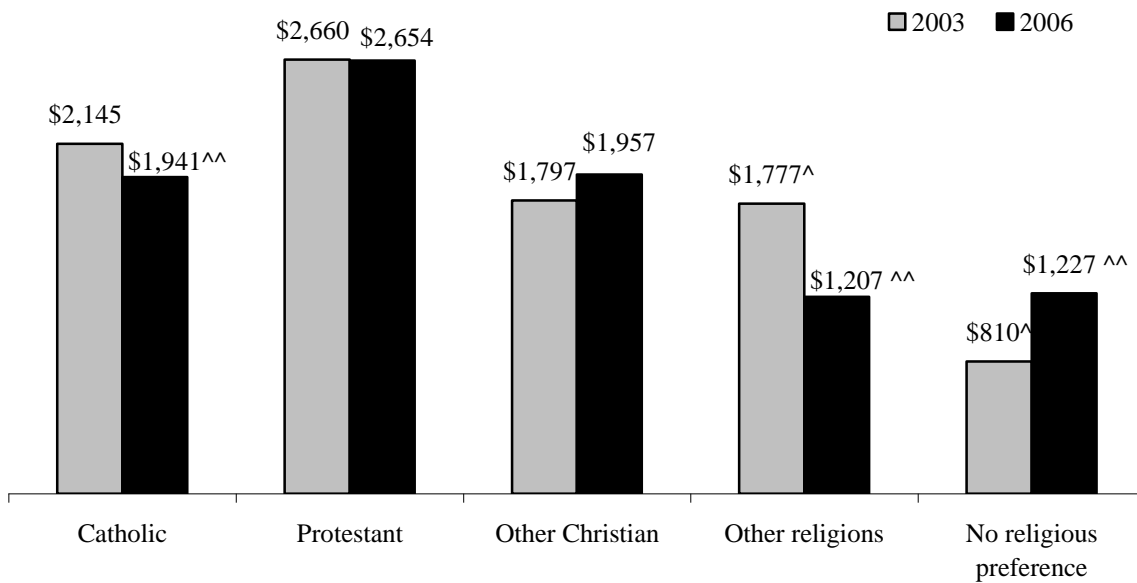 2003 2006
$2,660 $2,654
$2,145
$1,941^^
$1,797
$1,957
$1,777^
$1,207 ^^
$810^
$1,227 ^^
Catholic
Protestant
Other Christian
Other religions
No religious
preference